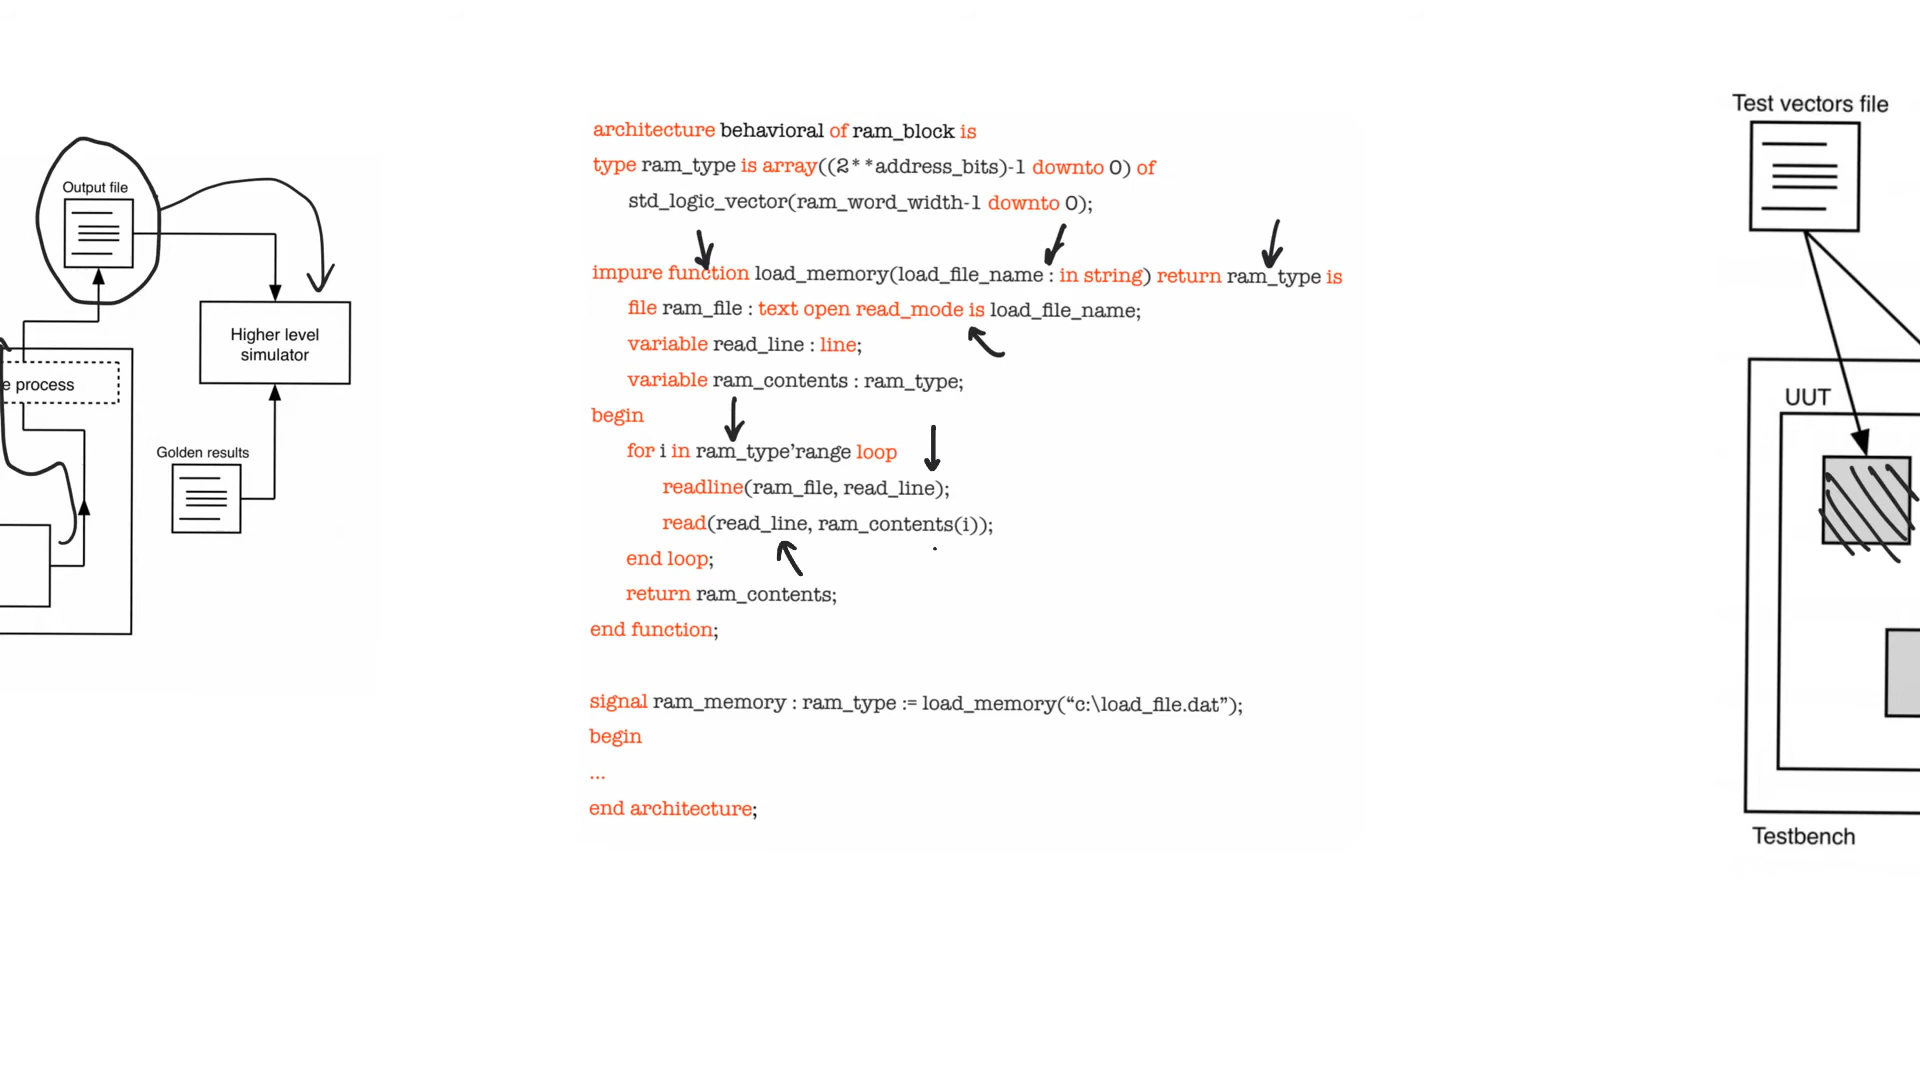 Output file
Higher level
simulator
e process
Golden results
architecture behavioral of ram_block is
type ram_type is array((2**address_bits)-1 downto 0) of
std_logic_vector(ram_word_width-1 downto 0);
impure function load_memory(load_file_name : in string) return ram_type is
file ram_file : text open read_mode is load_file_name;
variable read_line : line;
variable ram_contents : ram_type;
begin
for i in ram_type’range loop
readline(ram_file, read_line);
read(read_line, ram_contents(i));
end loop;
return ram_contents;
end function;
signal ram_memory : ram_type := load_memory(“c:\load_file.dat”);
begin
...
end architecture;
Test vectors file
UUT
Testbench